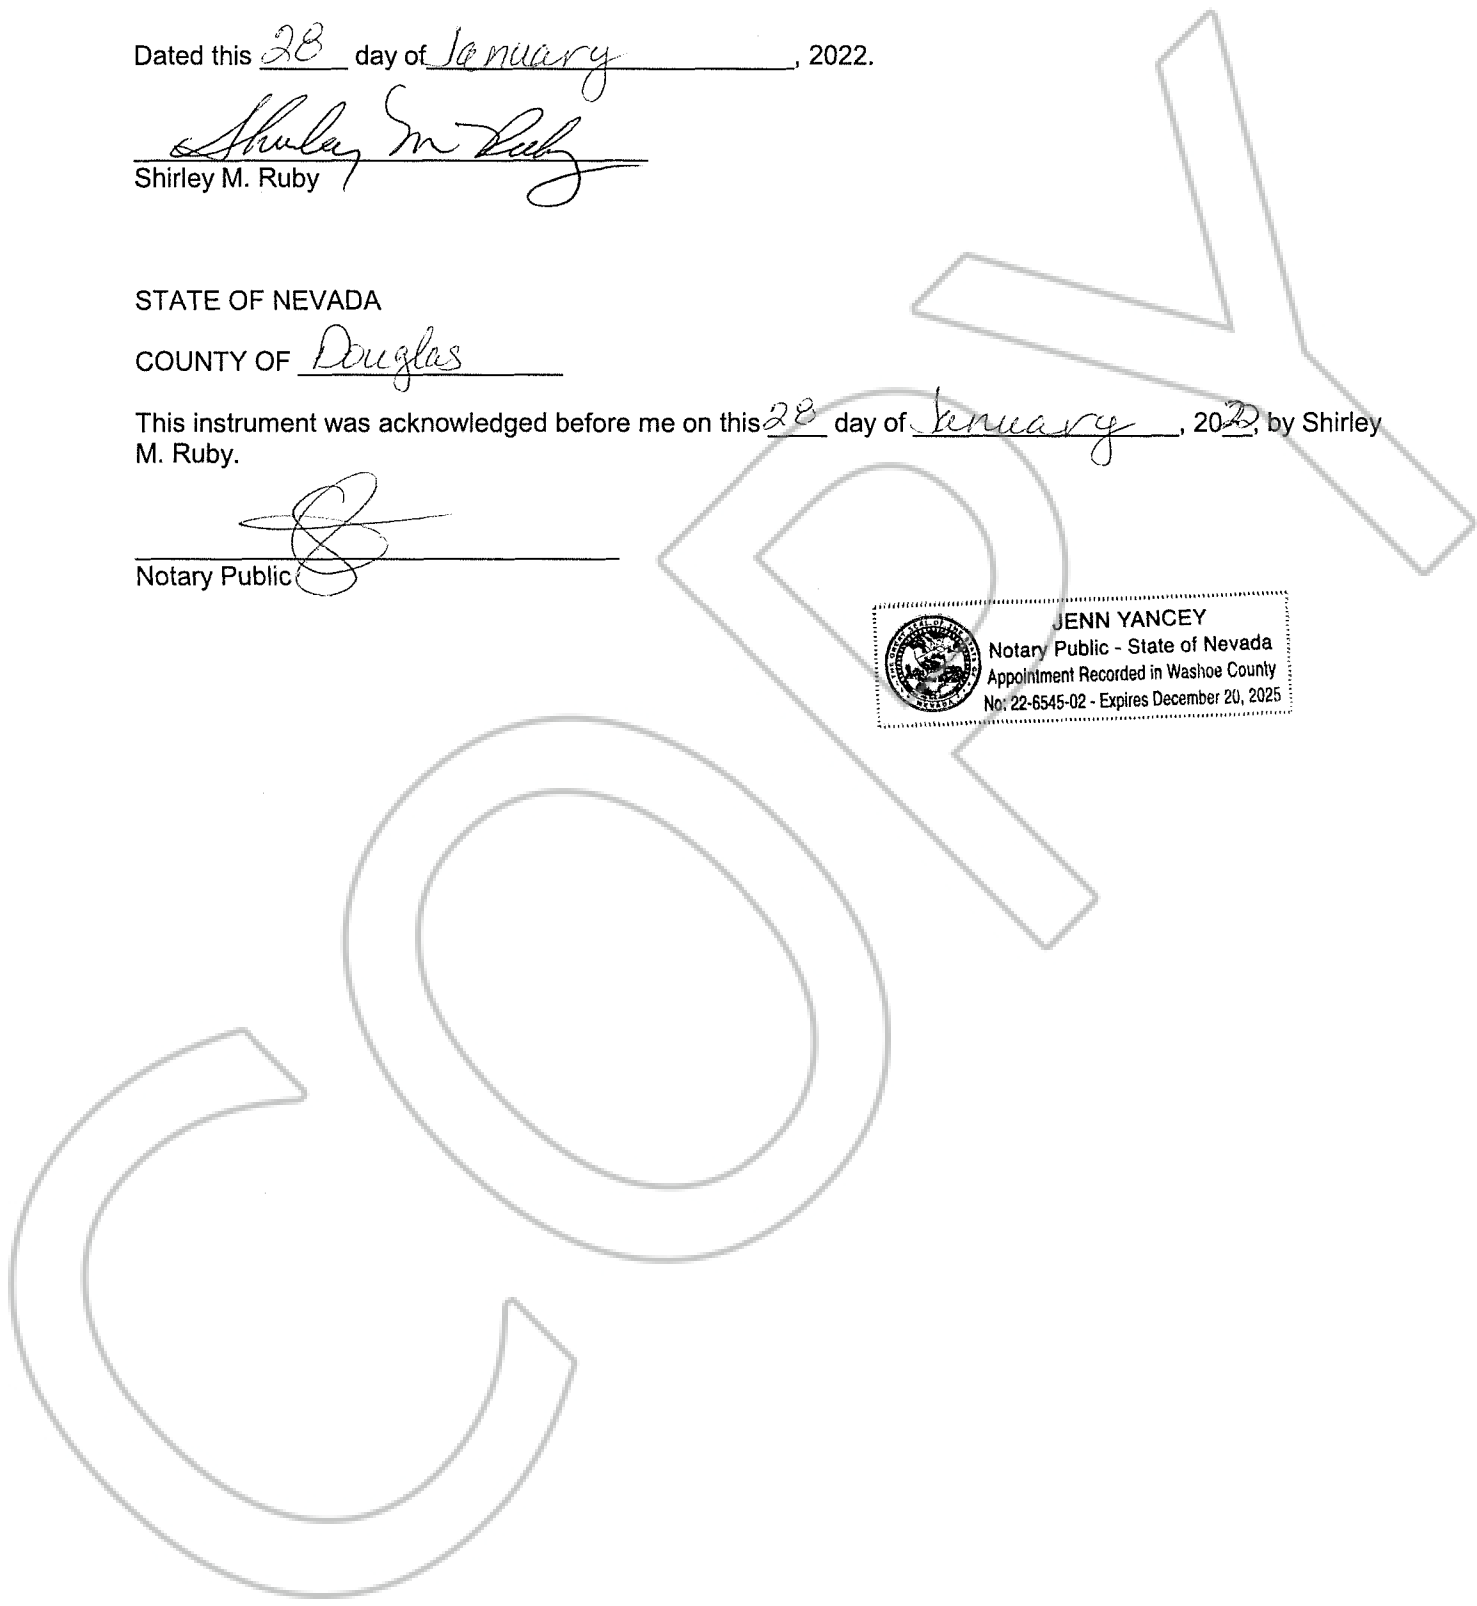 Dated this 28 day of January, 2022.
Shirley M Ruby
Shirley M. Ruby
STATE OF NEVADA
COUNTY OF Douglas
This instrument was acknowledged before me on this 28 day of January, 2022, by Shirley
M. Ruby.
Notary Public
JENN YANCEY
Notary Public - State of Nevada
Appointment Recorded in Washoe County
No: 22-6545-02 - Expires December 20, 2025
COPY